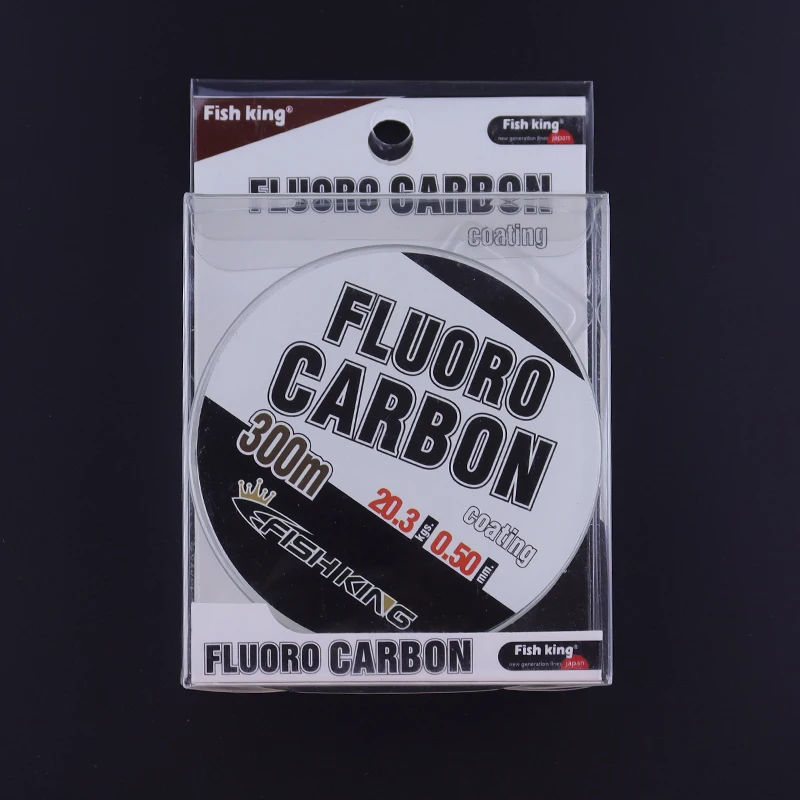 Fish king®
Fish king®
new generation lines japan
FLUORO CARBON
coating
FLUORO
CARBON
300m
coating
20.3 kgs. 0.50 mm.
FISH KING
FLUORO CARBON
Fish king®
new generation lines japan